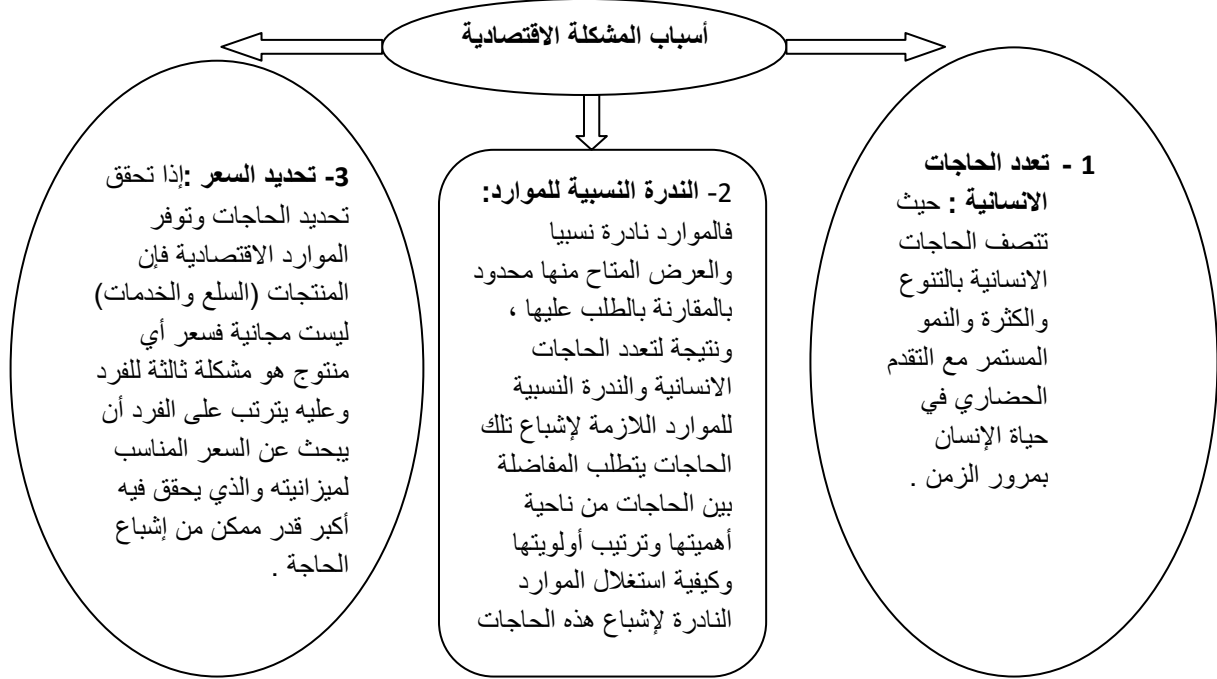 أسباب المشكلة الاقتصادية
1 - تعدد الحاجات
الانسانية : حيث
تتصف الحاجات
الانسانية بالتنوع
والكثرة والنمو
المستمر مع التقدم
الحضاري في
حياة الإنسان
بمرور الزمن .
2- الندرة النسبية للموارد:
فالموارد نادرة نسبيا
والعرض المتاح منها محدود
بالمقارنة بالطلب عليها ،
ونتيجة لتعدد الحاجات
الانسانية والندرة النسبية
للموارد اللازمة لإشباع تلك
الحاجات يتطلب المفاضلة
بين الحاجات من ناحية
أهميتها وترتيب أولويتها
وكيفية استغلال الموارد
النادرة لإشباع هذه الحاجات
3- تحديد السعر :إذا تحقق
تحديد الحاجات وتوفر
الموارد الاقتصادية فإن
المنتجات (السلع والخدمات)
ليست مجانية فسعر أي
منتوج هو مشكلة ثالثة للفرد
وعليه يترتب على الفرد أن
يبحث عن السعر المناسب
لميزانيته والذي يحقق فيه
أكبر قدر ممكن من إشباع
الحاجة .